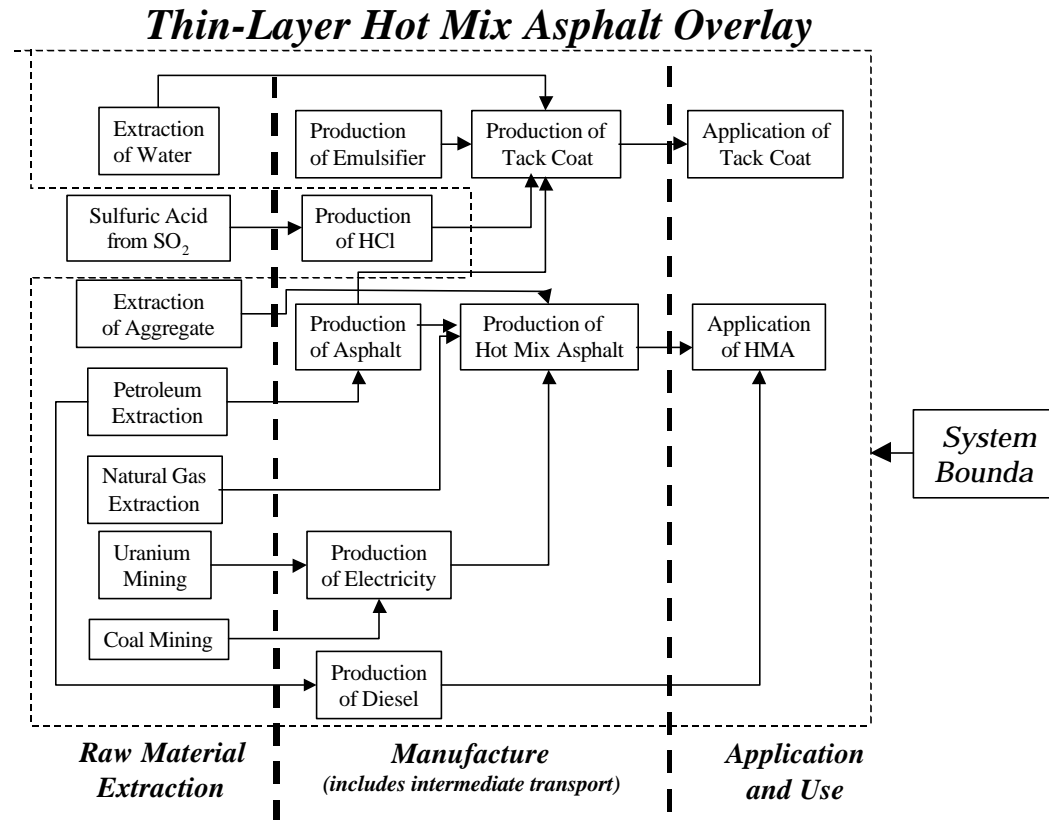 Thin-Layer Hot Mix Asphalt Overlay
Extraction
of Water
Production
of Emulsifier
Production of
Tack Coat
Application of
Tack Coat
Sulfuric Acid
from SO₂
Production
of HCl
Extraction
of Aggregate
Production
of Asphalt
Production of
Hot Mix Asphalt
Application
of HMA
Petroleum
Extraction
System
Bounda
Natural Gas
Extraction
Uranium
Mining
Production
of Electricity
Coal Mining
Production
of Diesel
Raw Material
Extraction
Manufacture
(includes intermediate transport)
Application
and Use